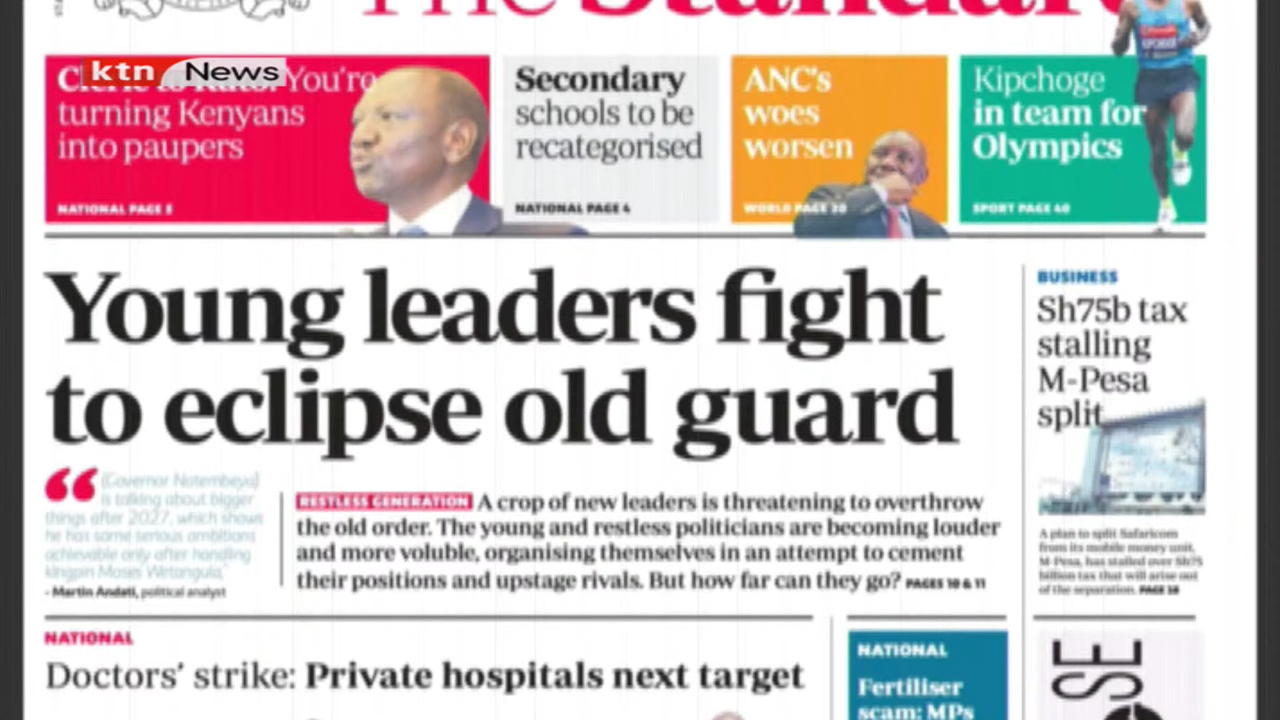 The Standard
ktn News
You're
turning Kenyans
into paupers
NATIONAL PAGE 5
Secondary
schools to be
recategorised
NATIONAL PAGE 4
ANC's
woes
worsen
WORLD PAGE 20
Kipchoge
in team for
Olympics
SPORT PAGE 40
Young leaders fight
to eclipse old guard
(Governor Natembeya)
is talking about bigger
things after 2027, which shows
he has some serious ambitions
achievable only after handling
kingpin Moses Wetangula,"
- Martin Andati, political analyst
RESTLESS GENERATION A crop of new leaders is threatening to overthrow
the old order. The young and restless politicians are becoming louder
and more voluble, organising themselves in an attempt to cement
their positions and upstage rivals. But how far can they go? PAGES 10 & 11
BUSINESS
Sh75b tax
stalling
M-Pesa
split
A plan to split Safaricom
from its mobile money unit,
M-Pesa, has stalled over Sh75
billion tax that will arise out
of the separation.
NATIONAL
Doctors' strike: Private hospitals next target
NATIONAL
Fertiliser
scam: MPs